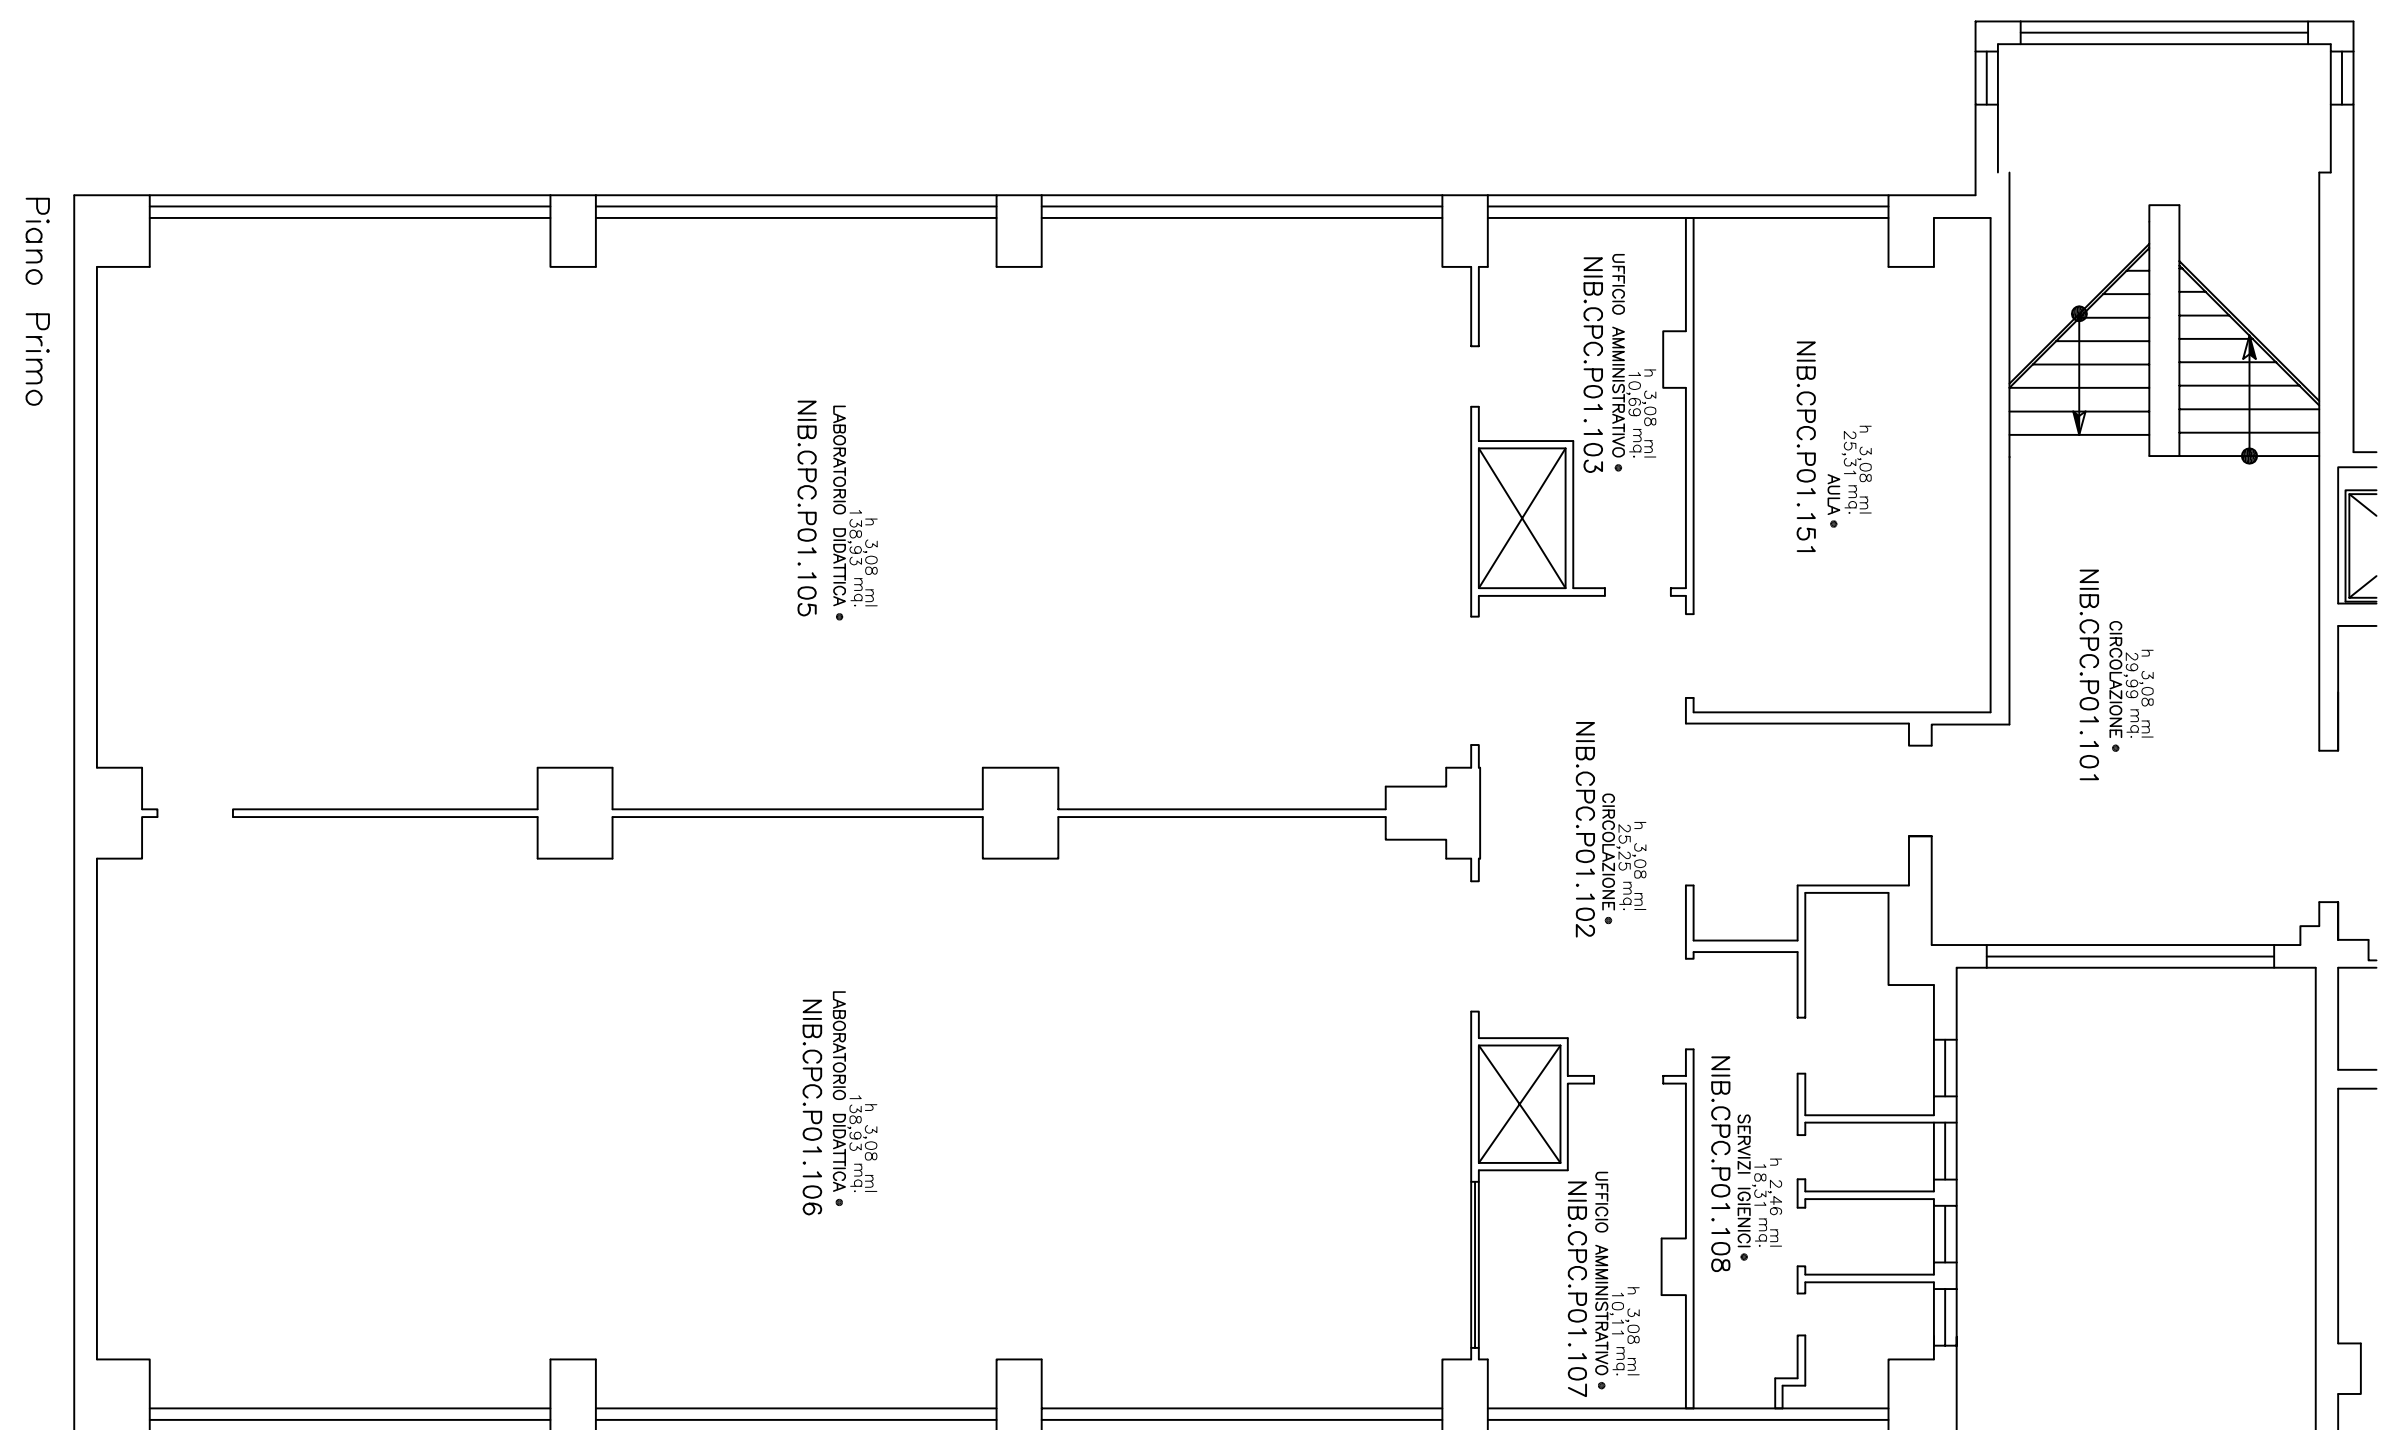 Piano Primo
h 3,08 ml
138,93 mq.
LABORATORIO DIDATTICA
NIB.CPC.P01.105
h 3,08 ml
138,93 mq.
LABORATORIO DIDATTICA
NIB.CPC.P01.106
h 3,08 ml
10,69 mq.
UFFICIO AMMINISTRATIVO
NIB.CPC.P01.103
h 3,08 ml
25,31 mq.
AULA
NIB.CPC.P01.151
h 3,08 ml
29,99 mq.
CIRCOLAZIONE
NIB.CPC.P01.101
h 3,08 ml
25,25 mq.
CIRCOLAZIONE
NIB.CPC.P01.102
h 2,46 ml
18,31 mq.
SERVIZI IGIENICI
NIB.CPC.P01.108
h 3,08 ml
10,11 mq.
UFFICIO AMMINISTRATIVO
NIB.CPC.P01.107